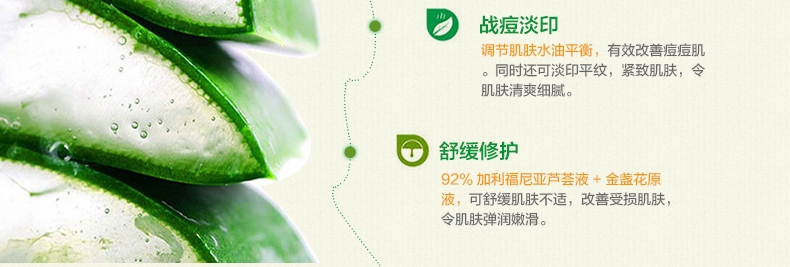 战痘淡印
调节肌肤水油平衡，有效改善痘痘肌
。同时还可淡印平纹，紧致肌肤，令
肌肤清爽细腻。
舒缓修护
92% 加利福尼亚芦荟液 + 金盏花原
液，可舒缓肌肤不适，改善受损肌肤，
令肌肤弹润嫩滑。